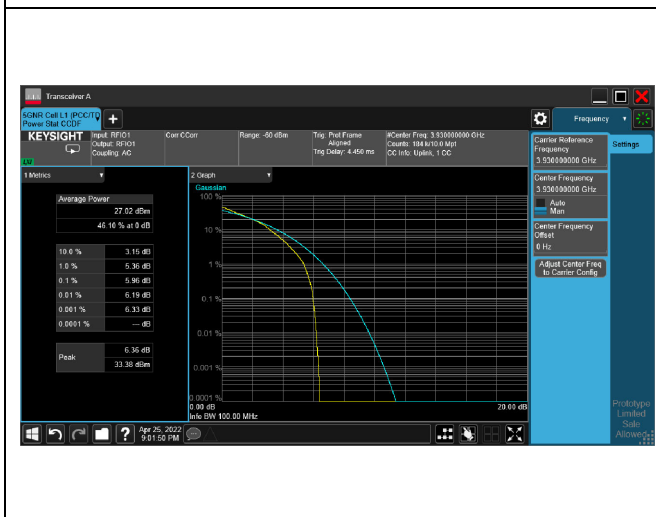 Transceiver A
5GNR Cell L1 (PCC/TC
Power Stat CCDF
+
Frequency
KEYSIGHT
Input: RFIO1
Output: RFIO1
Coupling: AC
Corr CCorr
Range: -60 dBm
Trig: Pred Frame
Aligned
Trig Delay: 4.450 ms
#Center Freq: 3.930000000 GHz
Counts: 184 k/10.0 Mpt
CC Info: Uplink, 1 CC
Carrier Reference
Frequency
3.930000000 GHz
Settings
Center Frequency
3.930000000 GHz
Auto
Man
Center Frequency
Offset
0 Hz
Adjust Center Freq
to Carrier Config
1 Metrics
Average Power
27.02 dBm
46.10 % at 0 dB
10.0 % 3.15 dB
1.0 % 5.36 dB
0.1 % 5.96 dB
0.01 % 6.19 dB
0.001 % 6.33 dB
0.0001 % --- dB
Peak
6.36 dB
33.38 dBm
2 Graph
Gaussian
100 %
10 %
1 %
0.1 %
0.01 %
0.001 %
0.0001 %
0.00 dB
20.00 dB
Info BW 100.00 MHz
Prototype
Limited
Sale
Allowed
?
Apr 25, 2022
9:01:50 PM